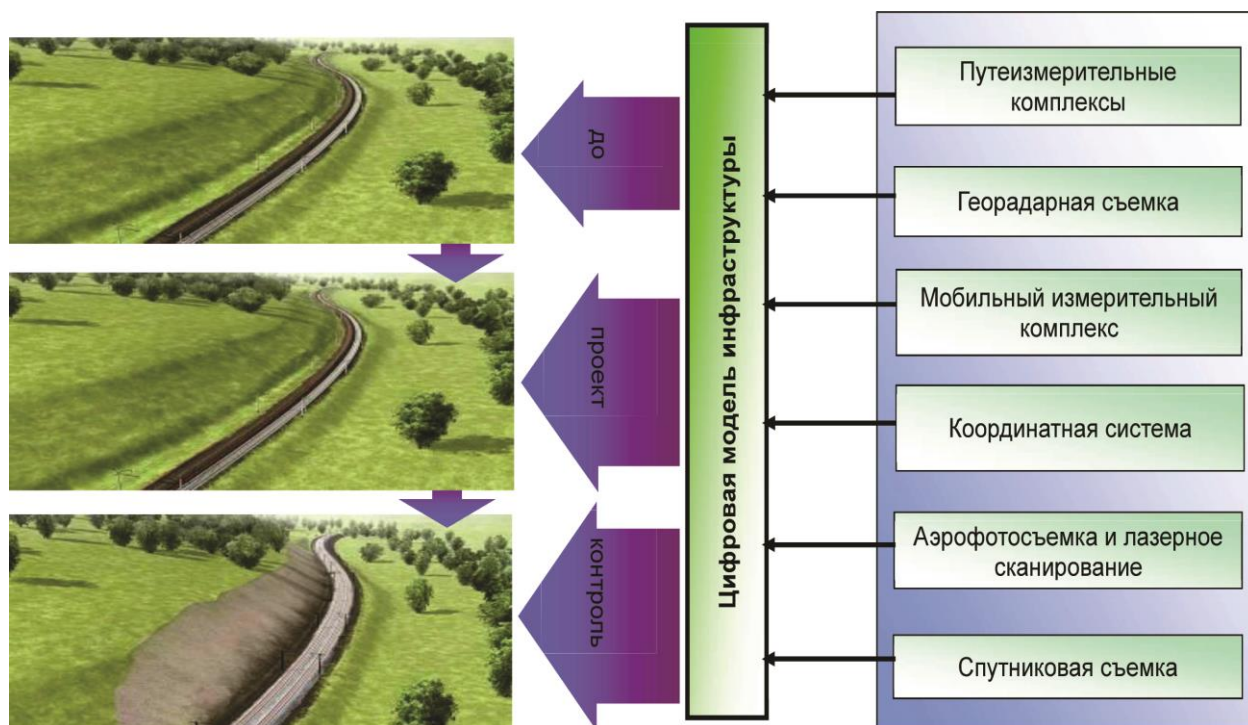 до
проект
контроль
Цифровая модель инфраструктуры
Путеизмерительные
комплексы
Георадарная съемка
Мобильный измерительный
комплекс
Координатная система
Аэрофотосъемка и лазерное
сканирование
Спутниковая съемка